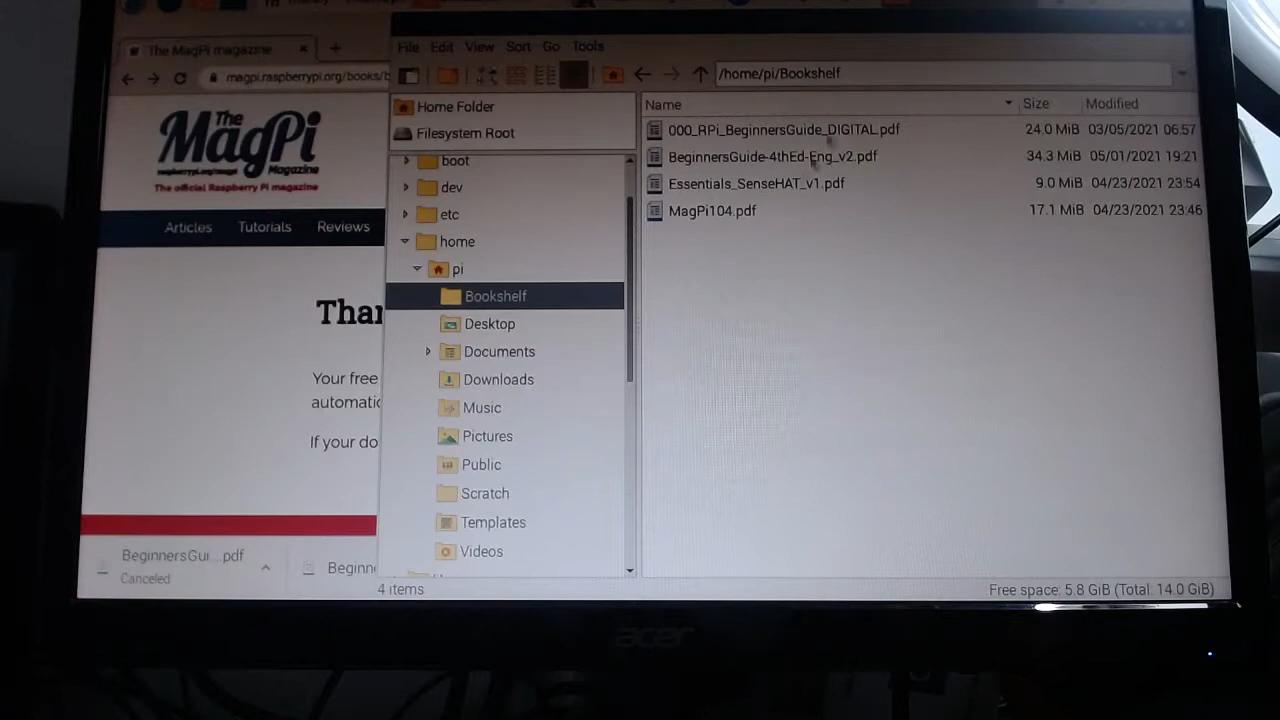 The MagPi magazine
magpi.raspberrypi.org/books/b
The
MagPi
Magazine
The official Raspberry Pi magazine
Articles Tutorials Reviews
Than
Your free
automatic
If your do
BeginnersGui...pdf
Canceled
Beginn
File Edit View Sort Go Tools
/home/pi/Bookshelf
Home Folder
Filesystem Root
boot
dev
etc
home
pi
Bookshelf
Desktop
Documents
Downloads
Music
Pictures
Public
Scratch
Templates
Videos
Name Size Modified
000_RPi_BeginnersGuide_DIGITAL.pdf 24.0 MiB 03/05/2021 06:57
BeginnersGuide-4thEd-Eng_v2.pdf 34.3 MiB 05/01/2021 19:21
Essentials_SenseHAT_v1.pdf 9.0 MiB 04/23/2021 23:54
MagPi104.pdf 17.1 MiB 04/23/2021 23:46
4 items
Free space: 5.8 GiB (Total: 14.0 GiB)
acer